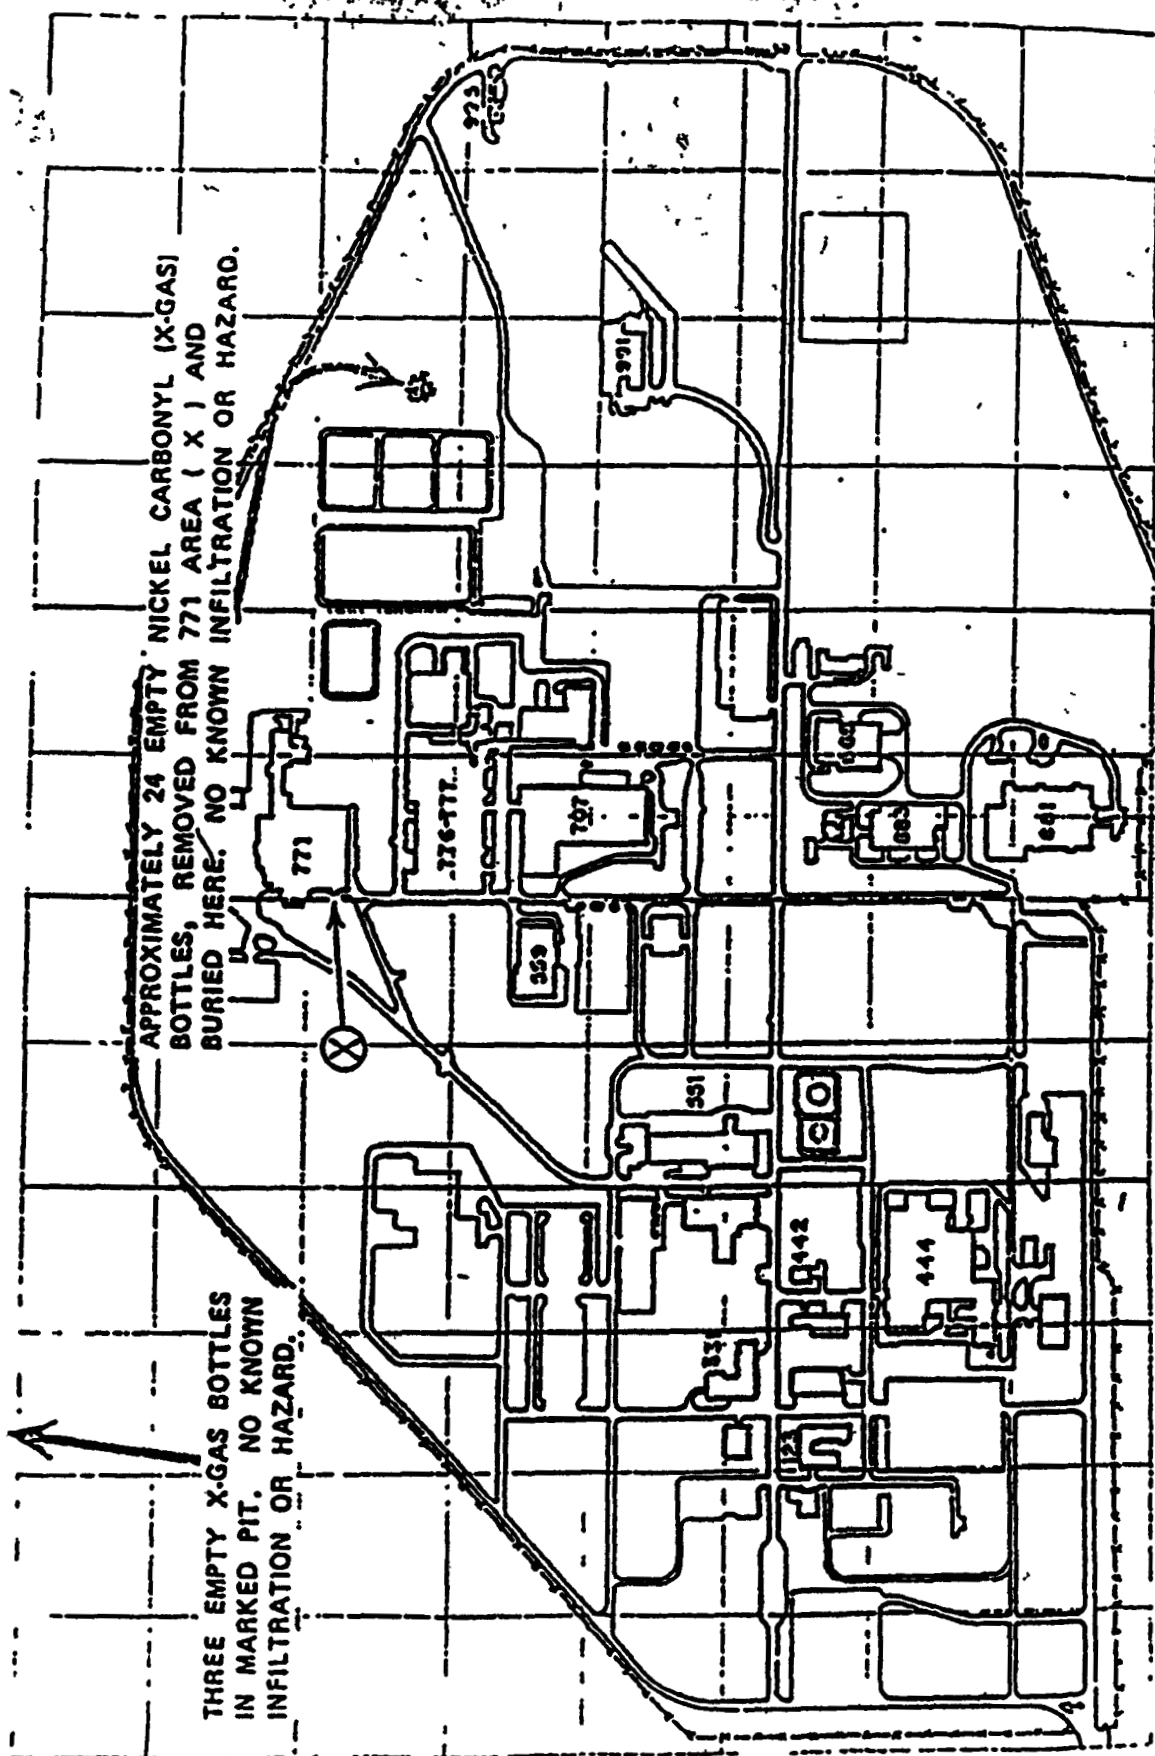 APPROXIMATELY 24 EMPTY NICKEL CARBONYL (X-GAS)
BOTTLES, REMOVED FROM 771 AREA ( X ) AND
BURIED HERE. NO KNOWN INFILTRATION OR HAZARD.
THREE EMPTY X-GAS BOTTLES
IN MARKED PIT. NO KNOWN
INFILTRATION OR HAZARD.
X
771
776-777
707
559
551
442
444
123
881
883
991